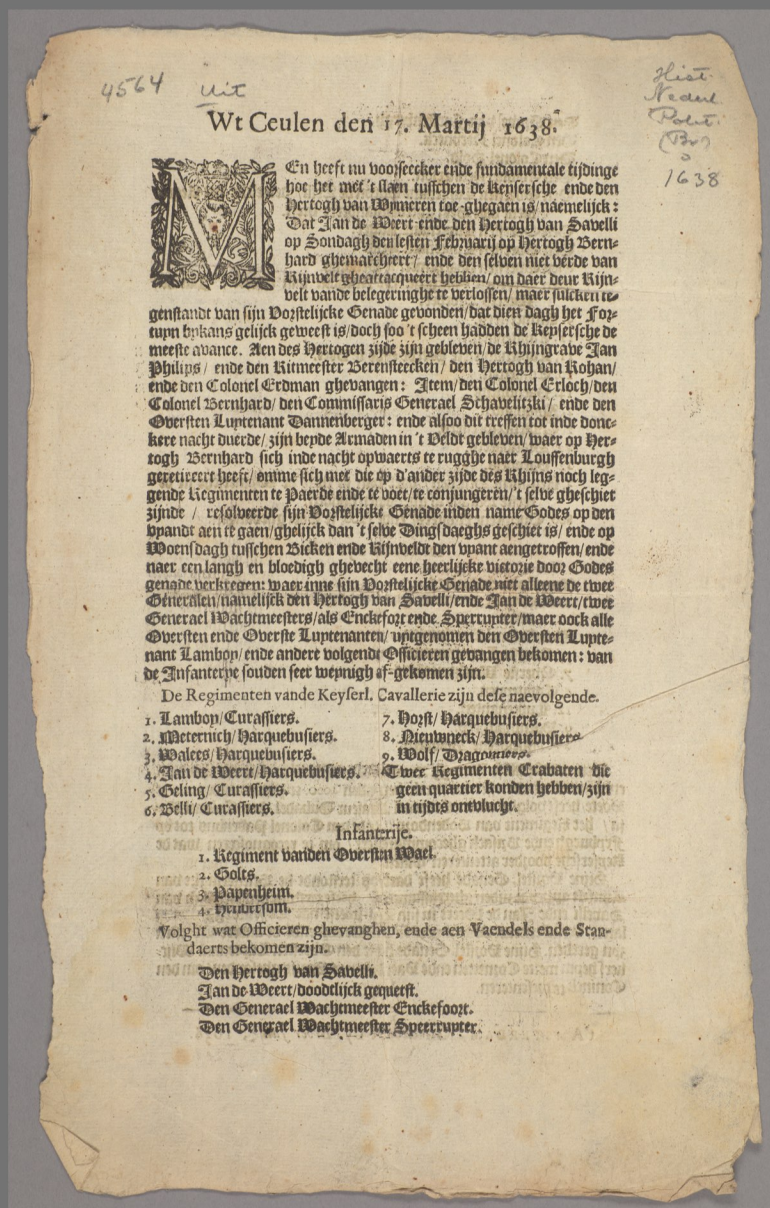 4564 Uit
Hist.
Nederl.
Polit.
(Br)
1638
Wt Ceulen den 17. Martij 1638.
MEn heeft nu voorseecker ende fundamentale tijdinge
hoe het met 't slaen tusschen de Keysersche ende den
Hertogh van Wymeren toe-ghegaen is/ naemelijck:
Dat Jan de Weert ende den Hertogh van Savelli
op Sondagh den lesten Februarij op Hertogh Bern-
hard ghemarcheert/ ende den selven niet verde van
Rijnvelt gheattacqueert hebben/ om daer deur Rijn-
velt vande belegeringhe te verlossen/ maer sulcken te-
genstandt van sijn Vorstelijcke Genade gevonden/ dat dien dagh het For-
tuyn bykans gelijck geweest is/ doch soo 't scheen hadden de Keysersche de
meeste avance. Aen des Hertogen zijde zijn gebleven/ de Rhijngrave Jan
Philips/ ende den Ritmeester Berensteecken/ den Hertogh van Rohan/
ende den Colonel Erdman ghevangen: Item/ den Colonel Erloch/ den
Colonel Bernhard/ den Commissaris Generael Schavelitzki/ ende den
Oversten Luytenant Dannenberger: ende alsoo dit treffen tot inde donc-
kere nacht duerde/ zijn beyde Armaden in 't Veldt gebleven/ waer op Her-
togh Bernhard sich inde nacht opwaerts te rugghe naer Louffenburgh
geretireert heeft/ omme sich met die op d'ander zijde des Rhijns noch leg-
gende Regimenten te Paerde ende te voet/ te conjungeren/ 't selve gheschiet
zijnde / resolveerde sijn Vorstelijcke Genade inden name Godes op den
vyandt aen te gaen/ ghelijck dan 't selve Dingsdaeghs geschiet is/ ende op
Woensdagh tusschen Bicken ende Rijnveldt den vyant aengetroffen/ ende
naer een langh en bloedigh ghevecht eene heerlijcke victorie door Godes
genade verkregen: waer inne sijn Vorstelijcke Genade niet alleene de twee
Generalen/ namelijck den Hertogh van Savelli/ ende Jan de Weert/ twee
Generael Wachtmeesters/ als Enckefort ende Sperruyter/ maer oock alle
Oversten ende Overste Luytenanten/ uytgenomen den Oversten Luyte-
nant Lamboy/ ende andere volgende Officieren gevangen bekomen: van
de Infanterye souden seer weynigh af-gekomen zijn.
De Regimenten vande Keyserl. Cavallerie zijn dese naevolgende.
1. Lamboy/ Curassiers.
2. Meternich/ Harquebusiers.
3. Walees/ Harquebusiers.
4. Jan de Weert/ Harquebusiers.
5. Geling/ Curassiers.
6. Belli/ Curassiers.
7. Horst/ Harquebusiers.
8. Nieuwneck/ Harquebusiers
9. Wolf/ Dragonniers.
Twee Regimenten Crabaten die
geen quartier konden hebben/ zijn
in tijdts ontvlucht.
Infanterije.
1. Regiment vanden Oversten Wael.
2. Golts.
3. Papenheim.
4.
Volght wat Officieren ghevanghen, ende aen Vaendels ende Stan-
daerts bekomen zijn.
Den Hertogh van Savelli.
Jan de Weert/ doodtlijck gequetst.
Den Generael Wachtmeester Enckefoort.
Den Generael Wachtmeester Speerruyter.